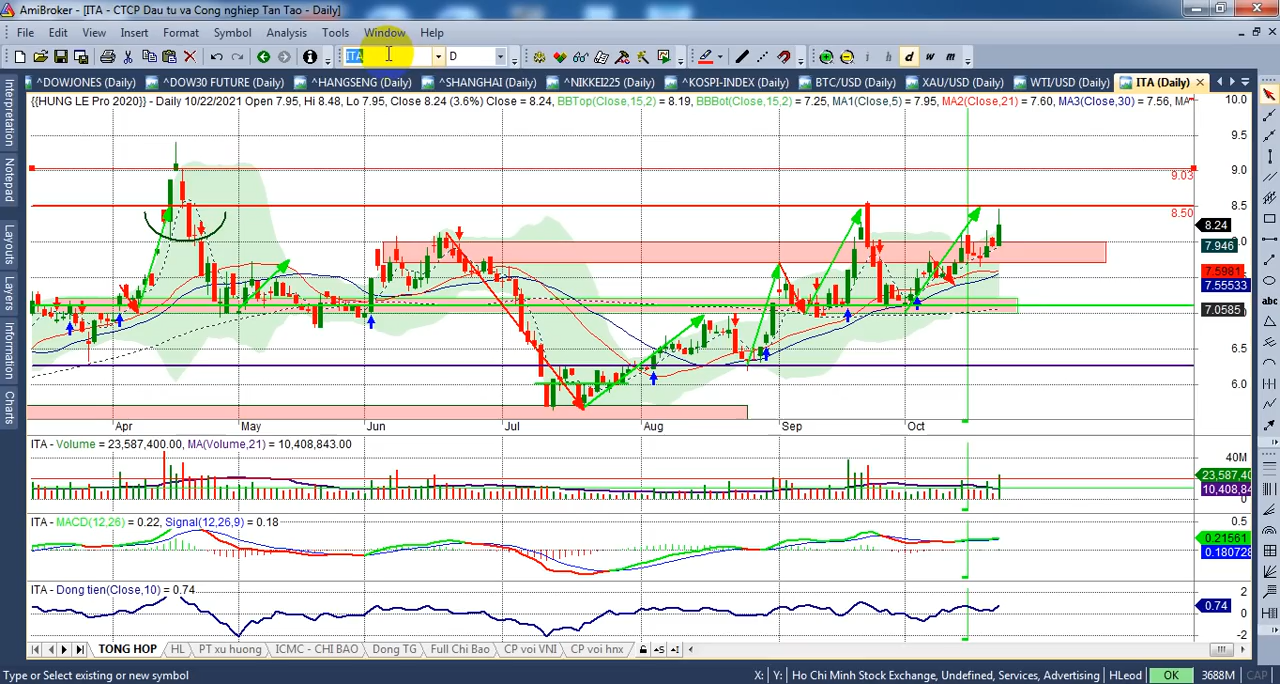 AmiBroker - [ITA - CTCP Dau tu va Cong nghiep Tan Tao - Daily]
File Edit View Insert Format Symbol Analysis Tools Window Help
ITA D i d w m
^DOWJONES (Daily) ^DOW30 FUTURE (Daily) ^HANGSENG (Daily) ^SHANGHAI (Daily) ^NIKKEI225 (Daily) ^KOSPI-INDEX (Daily) BTC/USD (Daily) XAU/USD (Daily) WTI/USD (Daily) ITA (Daily)
{{HUNG LE Pro 2020}} - Daily 10/22/2021 Open 7.95, Hi 8.48, Lo 7.95, Close 8.24 (3.6%) Close = 8.24, BBTop(Close,15,2) = 8.19, BBBot(Close,15,2) = 7.25, MA1(Close,5) = 7.95, MA2(Close,21) = 7.60, MA3(Close,30) = 7.56, MA
10.0
9.5
9.0
9.03
8.5
8.50
8.24
7.946
7.5981
7.55533
7.0585
6.5
6.0
Apr May Jun Jul Aug Sep Oct
ITA - Volume = 23,587,400.00, MA(Volume,21) = 10,408,843.00
40M
23,587,40
10,408,84
ITA - MACD(12,26) = 0.22, Signal(12,26,9) = 0.18
0.5
0.21561
0.180728
ITA - Dong tien(Close,10) = 0.74
2
0.74
0
-2
TONG HOP HL PT xu huong ICMC - CHI BAO Dong TG Full Chi Bao CP voi VNI CP voi hnx
Type or Select existing or new symbol X: Y: Ho Chi Minh Stock Exchange, Undefined, Services, Advertising HLeod OK 3688M CAP
Interpretation
Notepad
Layouts
Layers
Information
Charts
abc